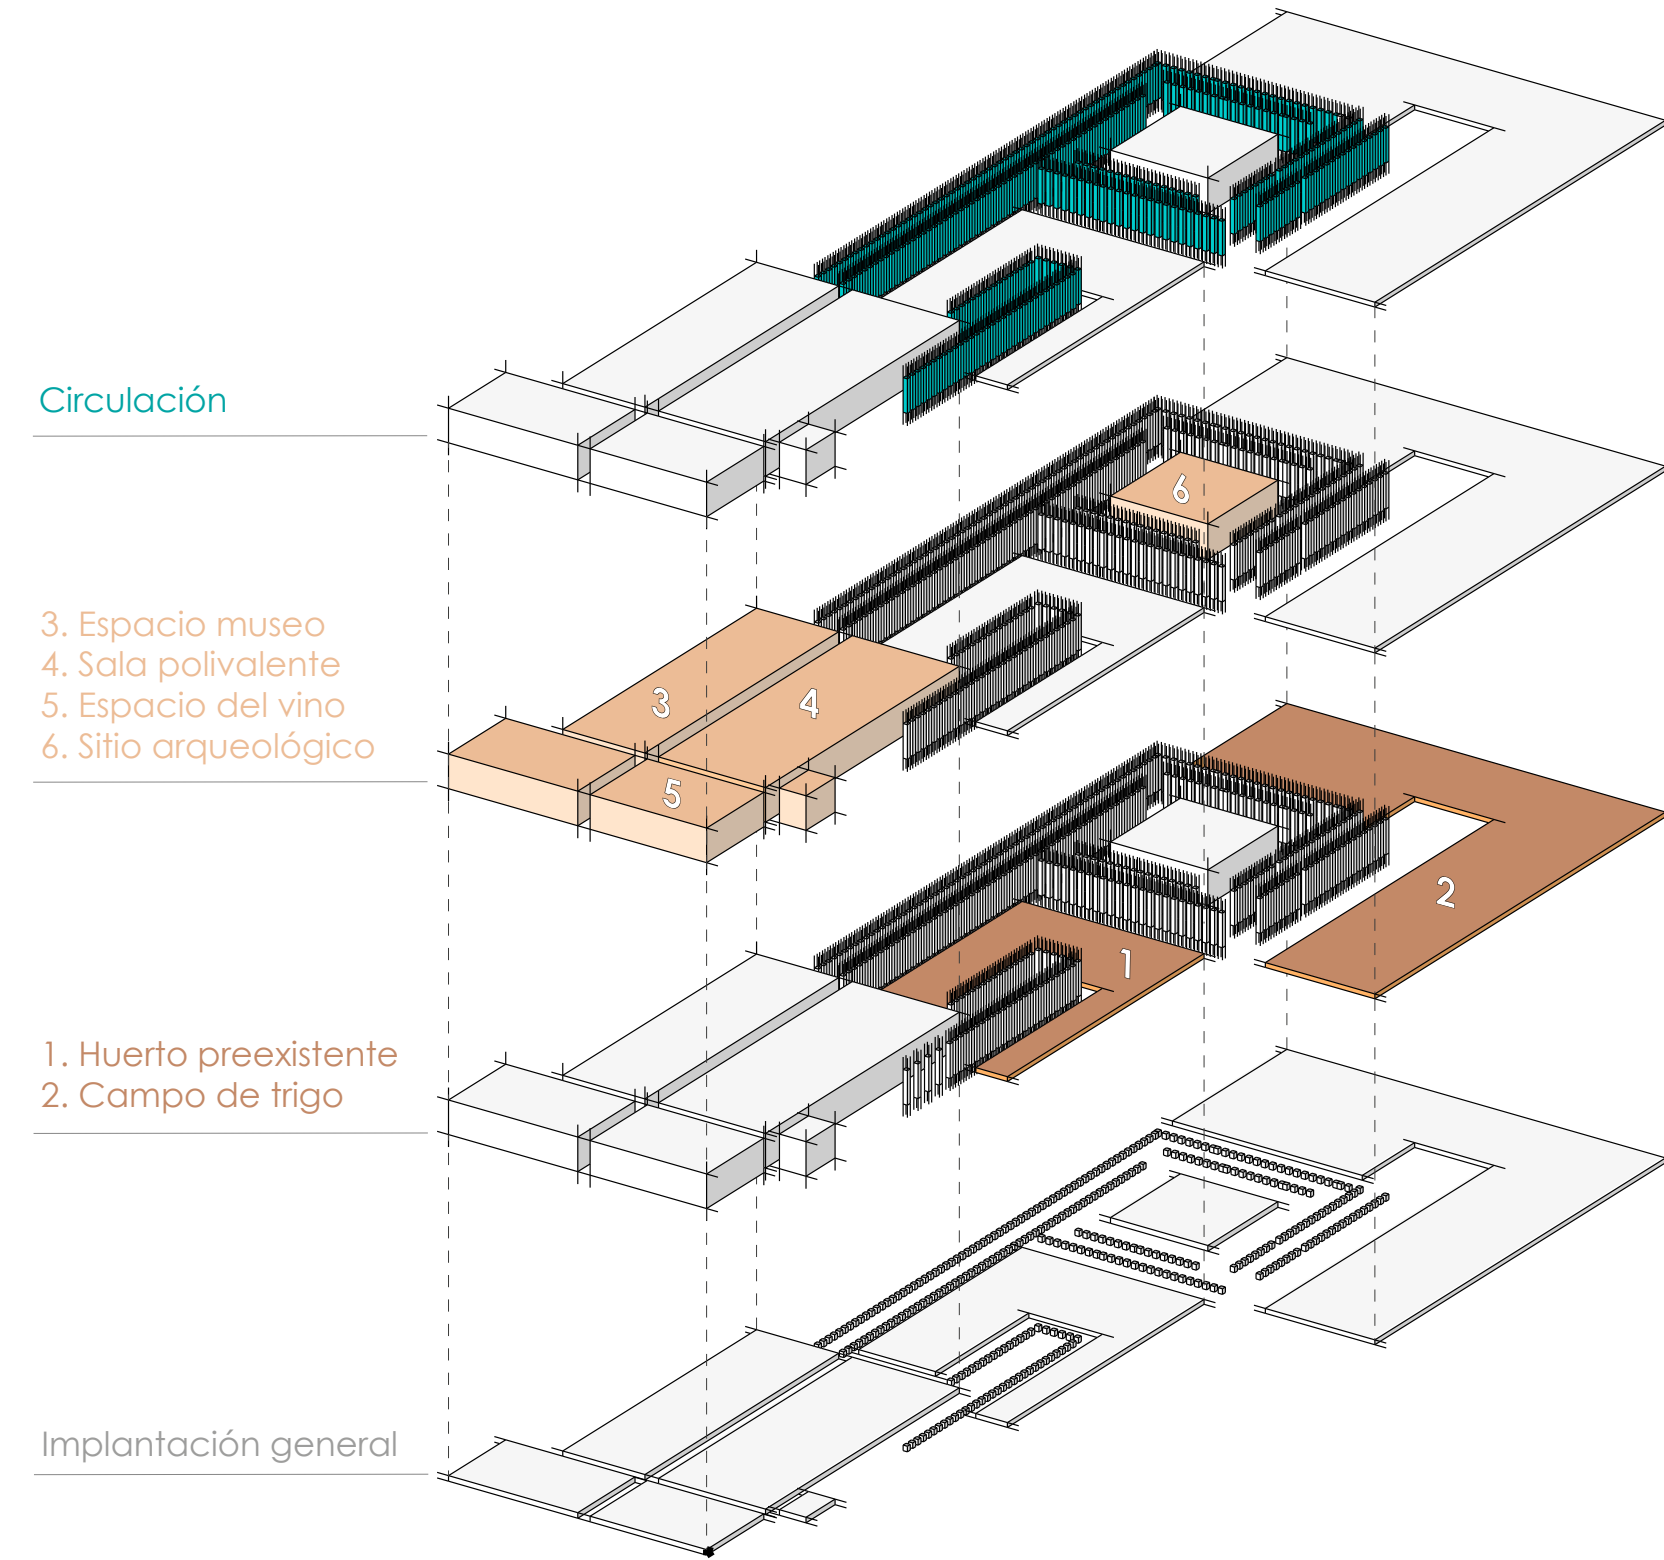 Circulación
3. Espacio museo
4. Sala polivalente
5. Espacio del vino
6. Sitio arqueológico
6
3
4
5
1. Huerto preexistente
2. Campo de trigo
2
1
Implantación general